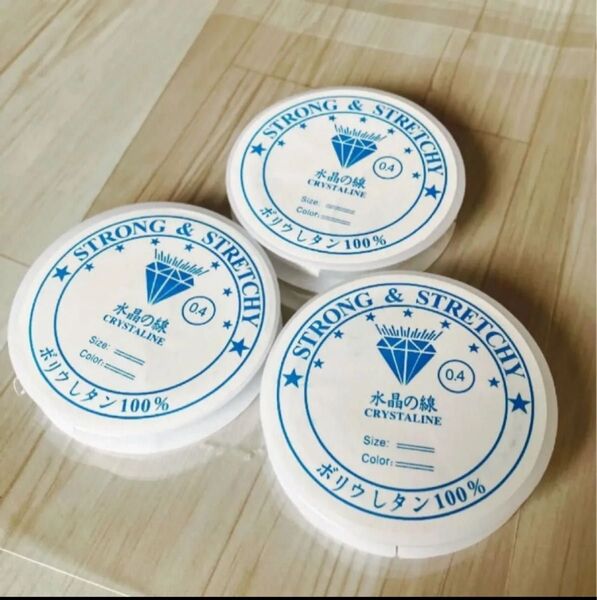 STRONG & STRETCHY
水晶の線
0.4
CRYSTALINE
Size:
Color:
ポリウしタン100%
STRONG & STRETCHY
水晶の線
0.4
CRYSTALINE
Size:
Color:
ポリウしタン100%
STRONG & STRETCHY
水晶の線
0.4
CRYSTALINE
Size:
Color:
ポリウしタン100%